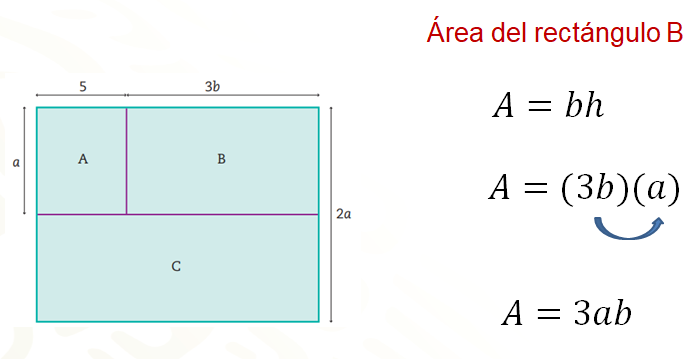 Área del rectángulo B
5 3b
a
A B
2a
C
A = bh
A = (3b)(a)
A = 3ab